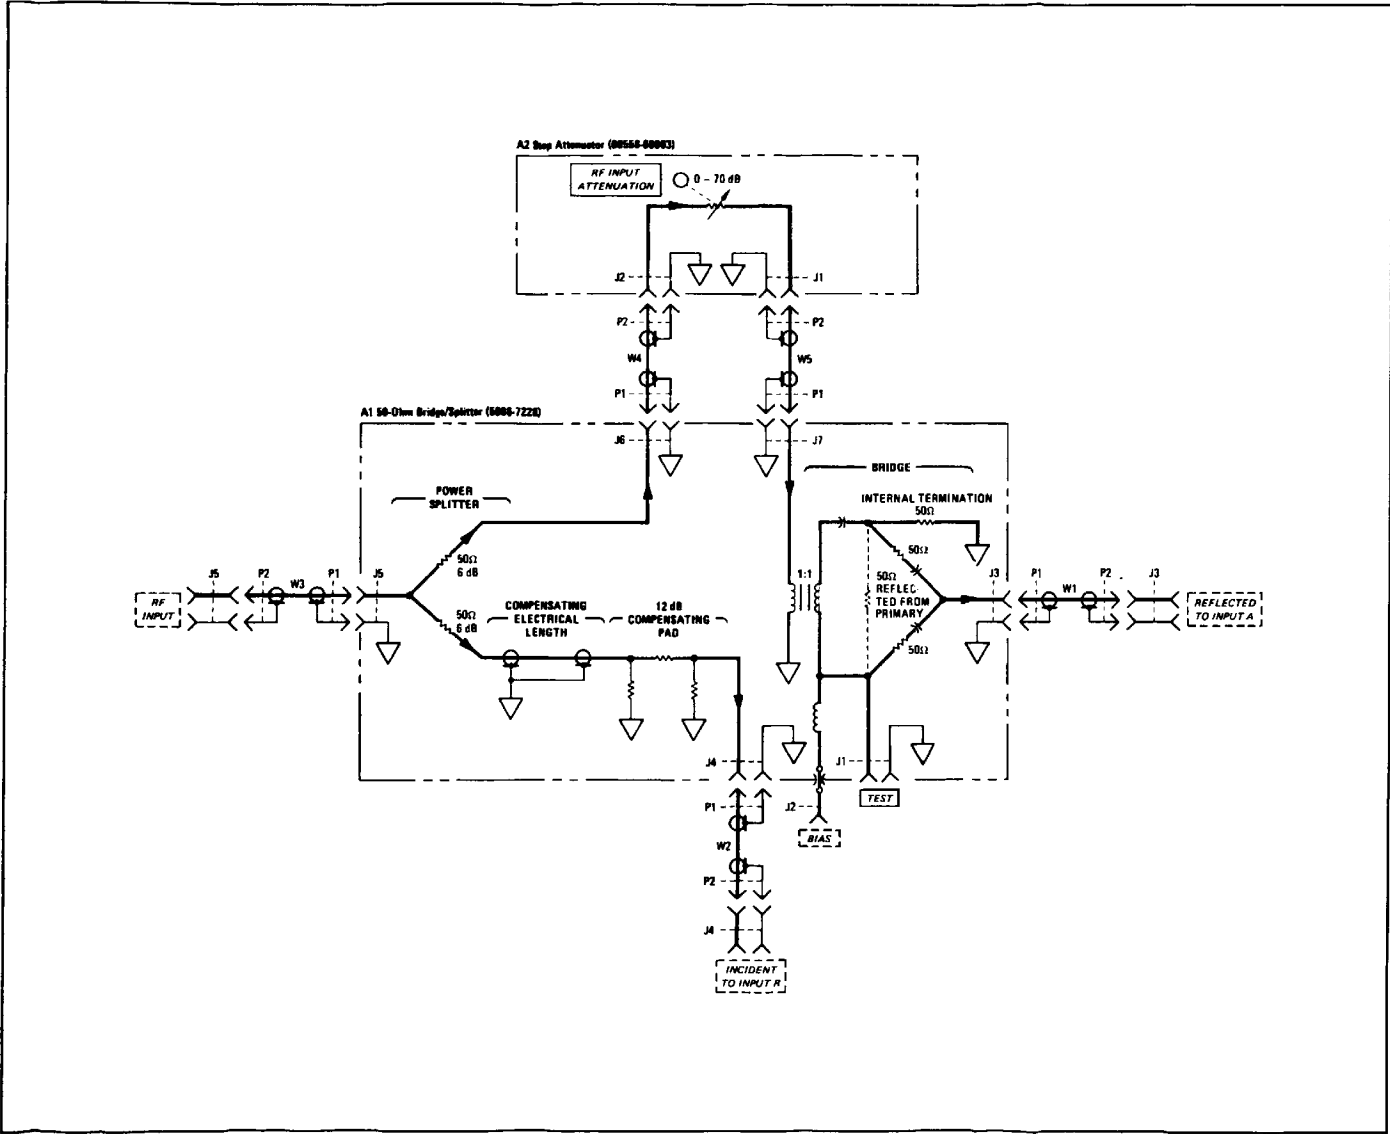 A2 Step Attenuator
RF INPUT
ATTENUATION
0 – 70 dB
J2
J1
P2
P2
W4
W5
P1
P1
A1 50-Ohm Bridge/Splitter
J6
J7
BRIDGE
POWER
SPLITTER
INTERNAL TERMINATION
50Ω
50Ω
6 dB
50Ω
1:1
50Ω
REFLEC-
TED FROM
PRIMARY
J5
P2
W3
P1
J5
RF
INPUT
50Ω
6 dB
COMPENSATING
ELECTRICAL
LENGTH
12 dB
COMPENSATING
PAD
50Ω
J3
P1
W1
P2
J3
REFLECTED
TO INPUT A
J4
J1
TEST
P1
J2
BIAS
W2
P2
J4
INCIDENT
TO INPUT R